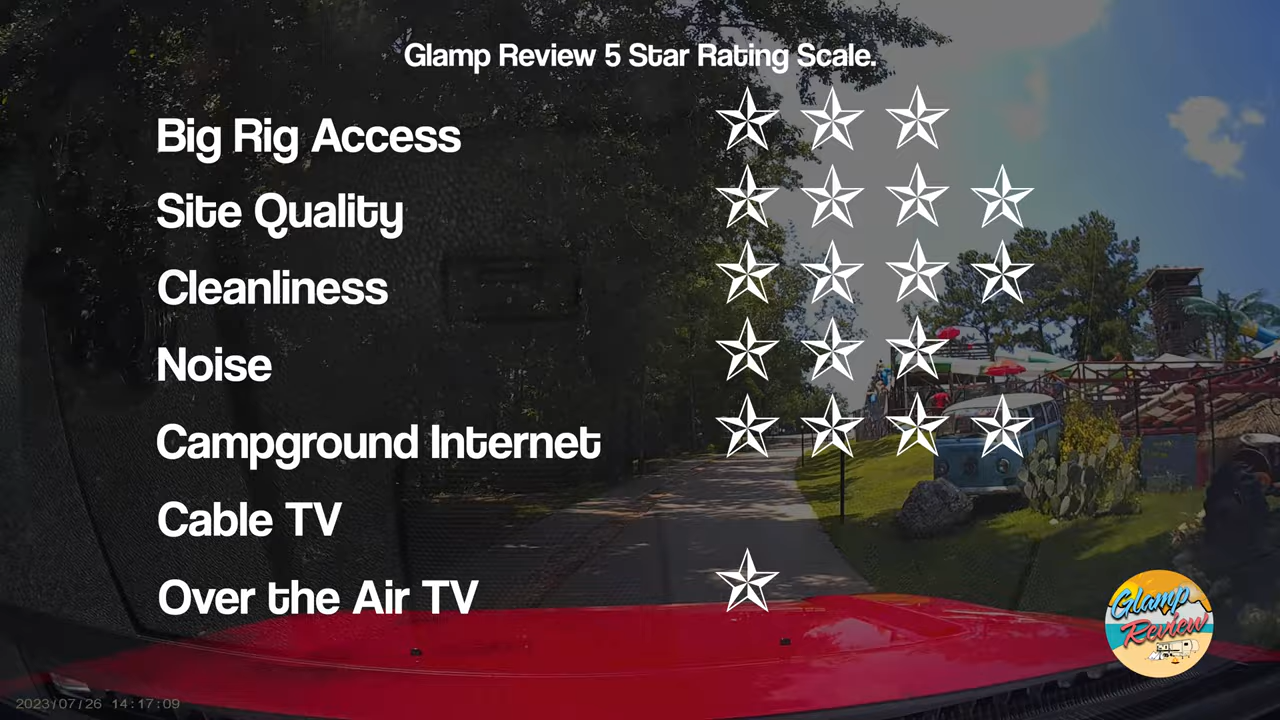 Glamp Review 5 Star Rating Scale.
Big Rig Access
Site Quality
Cleanliness
Noise
Campground Internet
Cable TV
Over the Air TV
Glamp
Review
2023/07/26 14:17:09